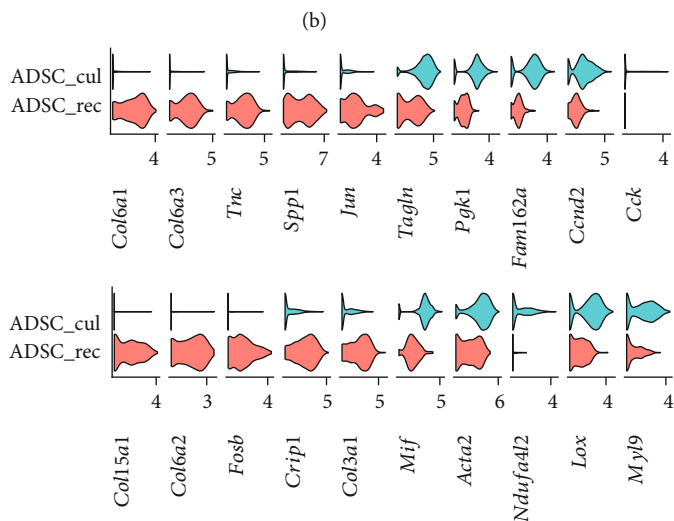 (b)
ADSC_cul
ADSC_rec
4 5 5 7 4 5 4 4 5 4
Col6a1 Col6a3 Tnc Spp1 Jun Tagln Pgk1 Fam162a Ccnd2 Cck
ADSC_cul
ADSC_rec
4 3 4 5 5 5 6 4 4 4
Col15a1 Col6a2 Fosb Crip1 Col3a1 Mif Acta2 Ndufa4l2 Lox Myl9